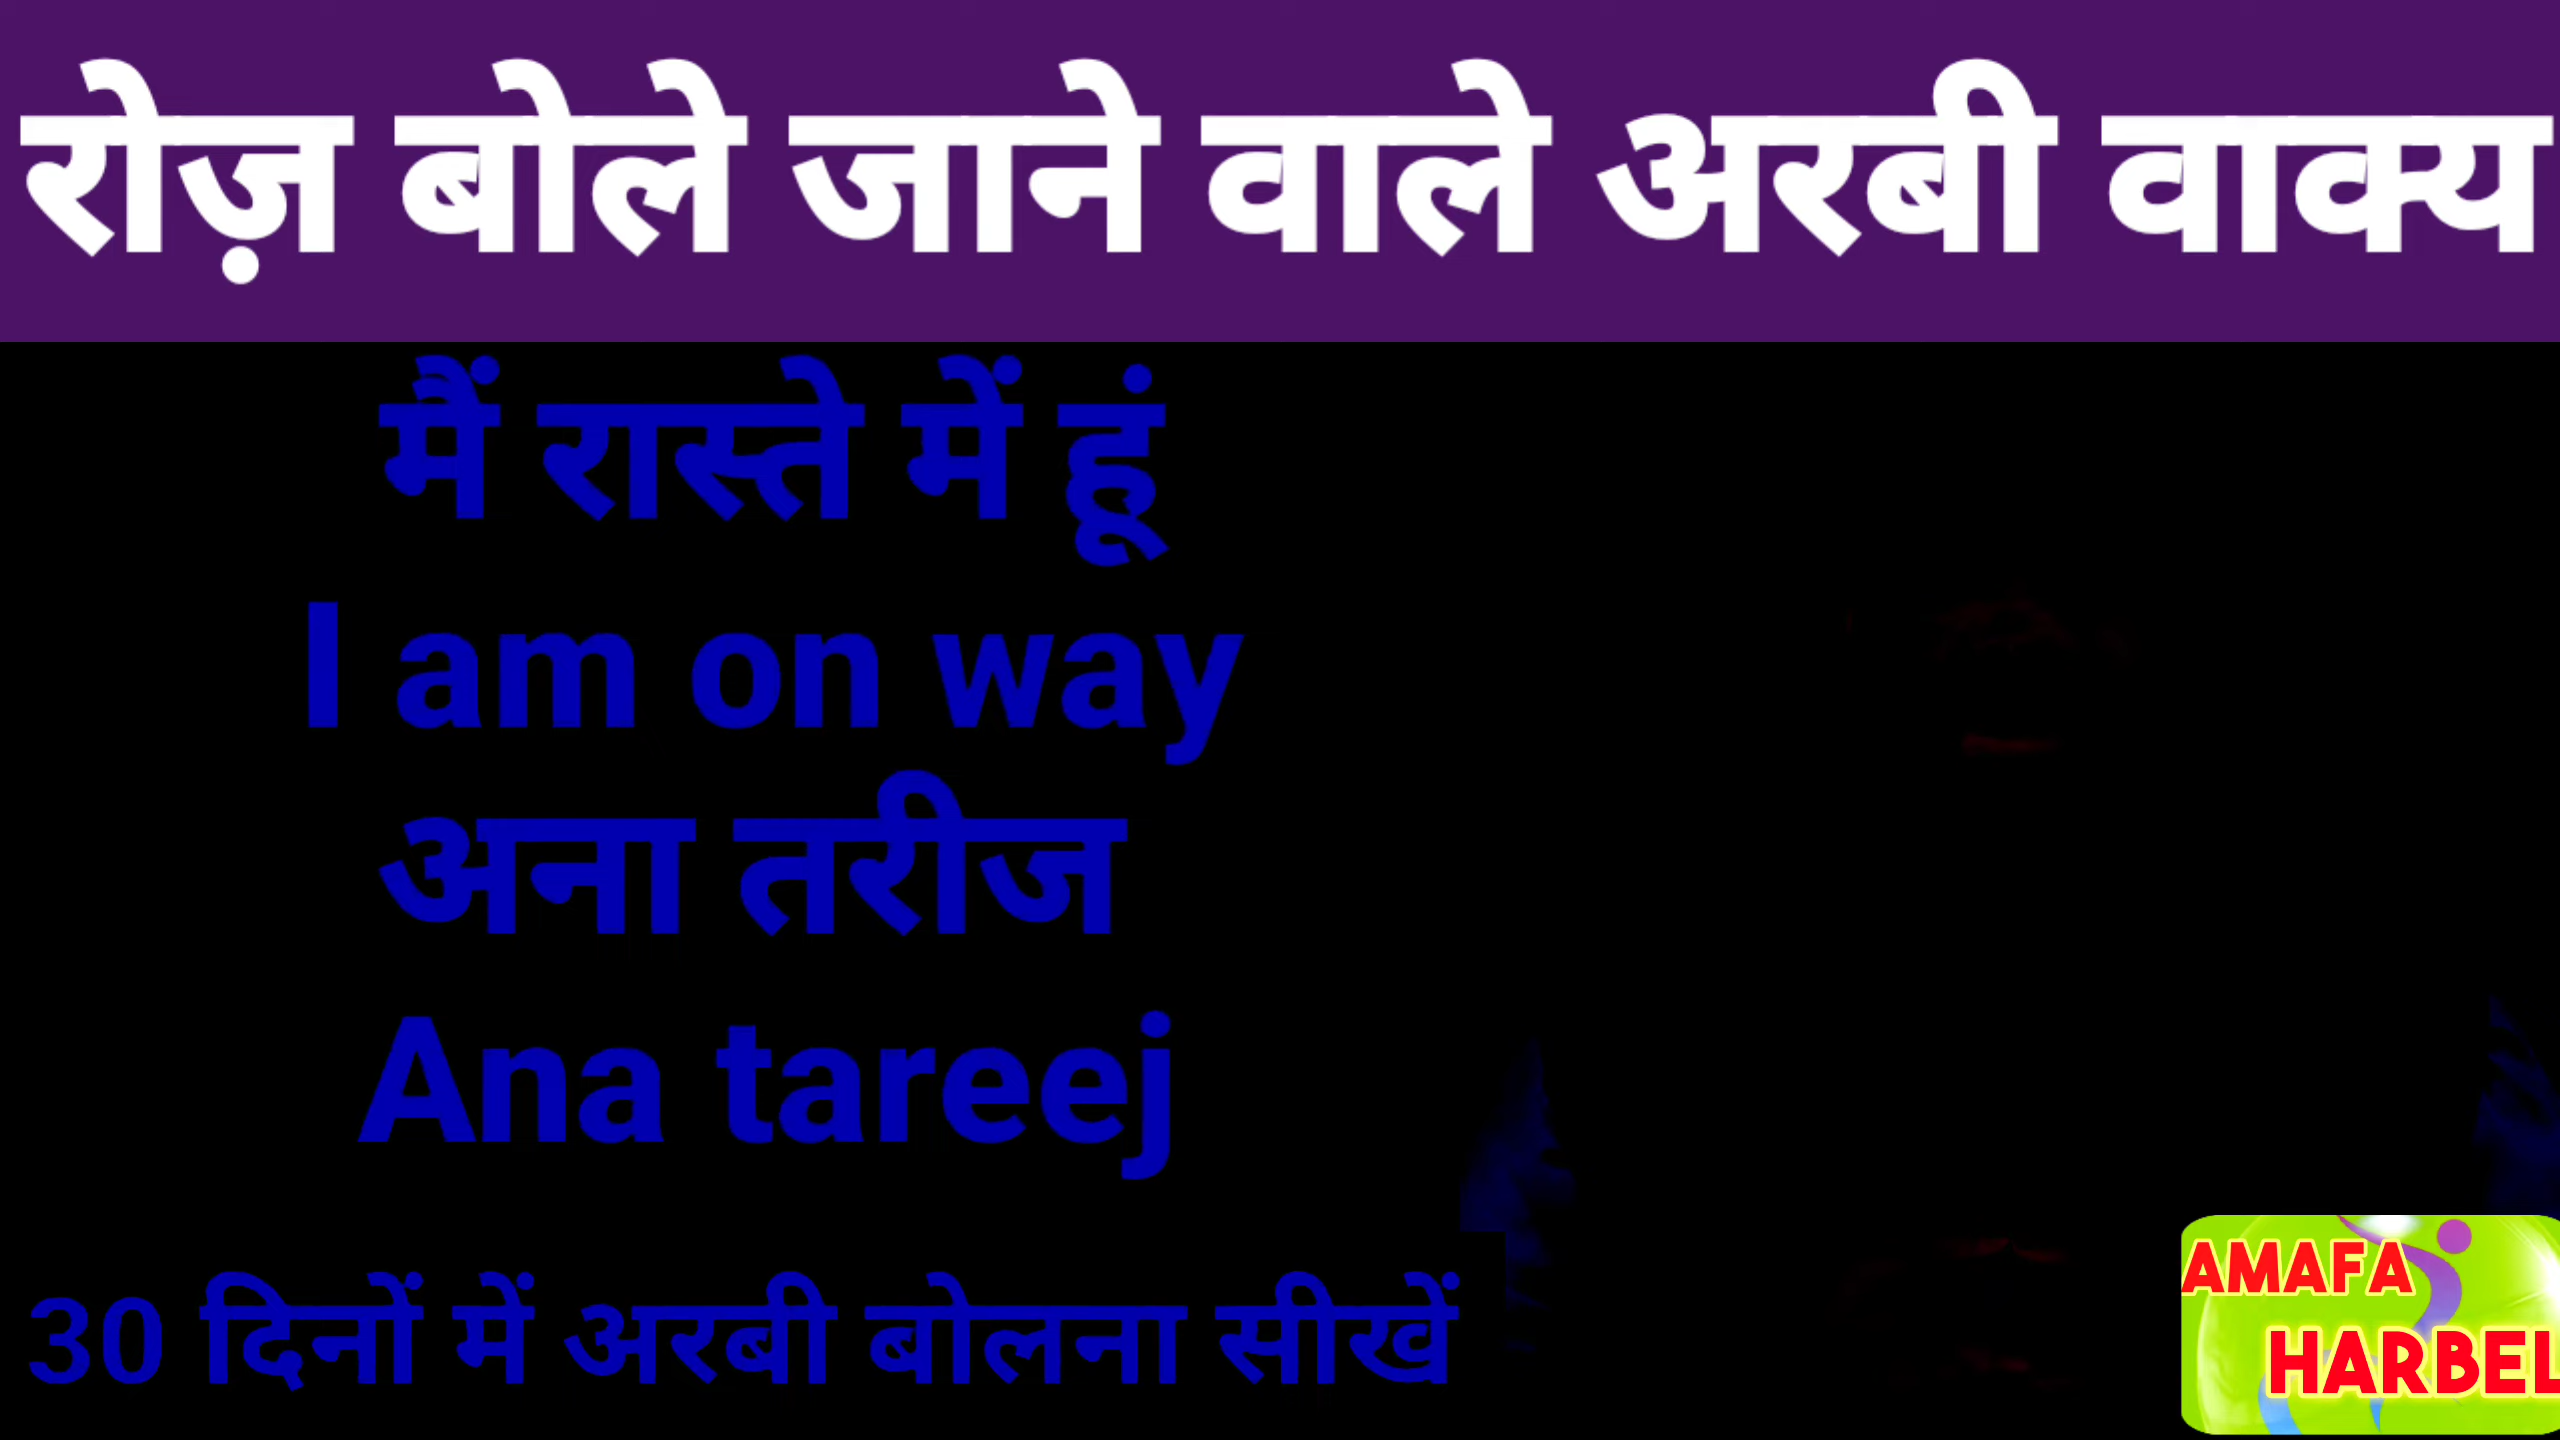 रोज़ बोले जाने वाले अरबी वाक्य
मैं रास्ते में हूं
I am on way
अना तरीज
Ana tareej
30 दिनों में अरबी बोलना सीखें
AMAFA
HARBEL